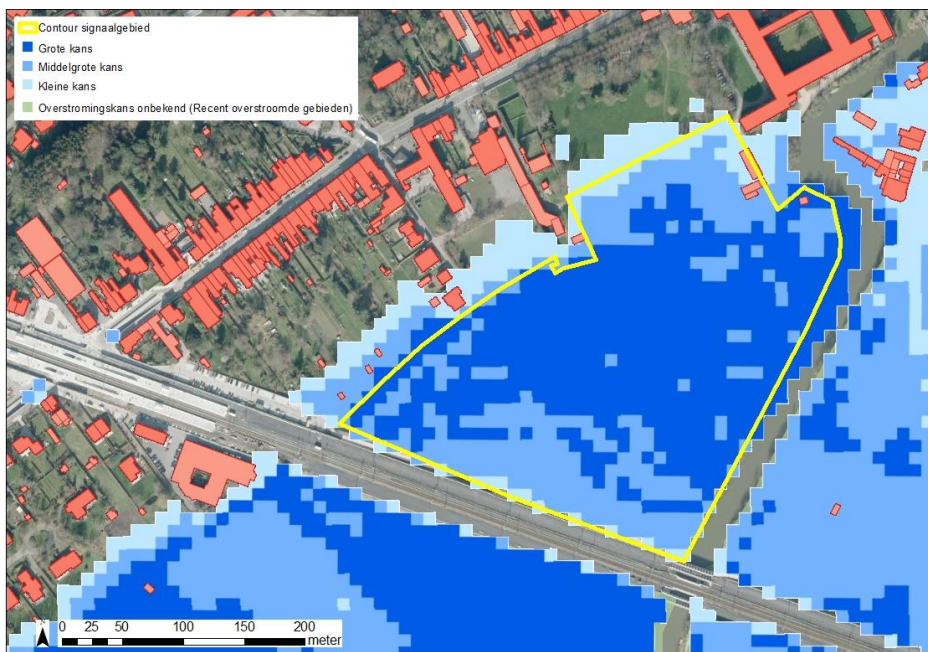 Contour signaalgebied
Grote kans
Middelgrote kans
Kleine kans
Overstromingskans onbekend (Recent overstroomde gebieden)
N
0 25 50 100 150 200
meter